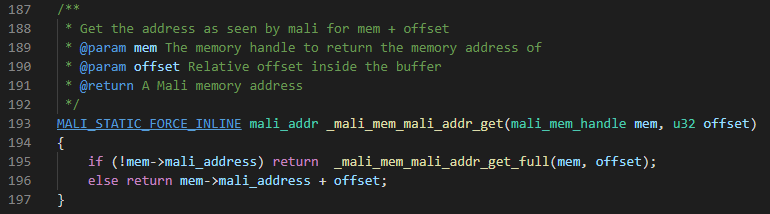 187 /**
188  * Get the address as seen by mali for mem + offset
189  * @param mem The memory handle to return the memory address of
190  * @param offset Relative offset inside the buffer
191  * @return A Mali memory address
192  */
193 MALI_STATIC_FORCE_INLINE mali_addr _mali_mem_mali_addr_get(mali_mem_handle mem, u32 offset)
194 {
195     if (!mem->mali_address) return  _mali_mem_mali_addr_get_full(mem, offset);
196     else return mem->mali_address + offset;
197 }